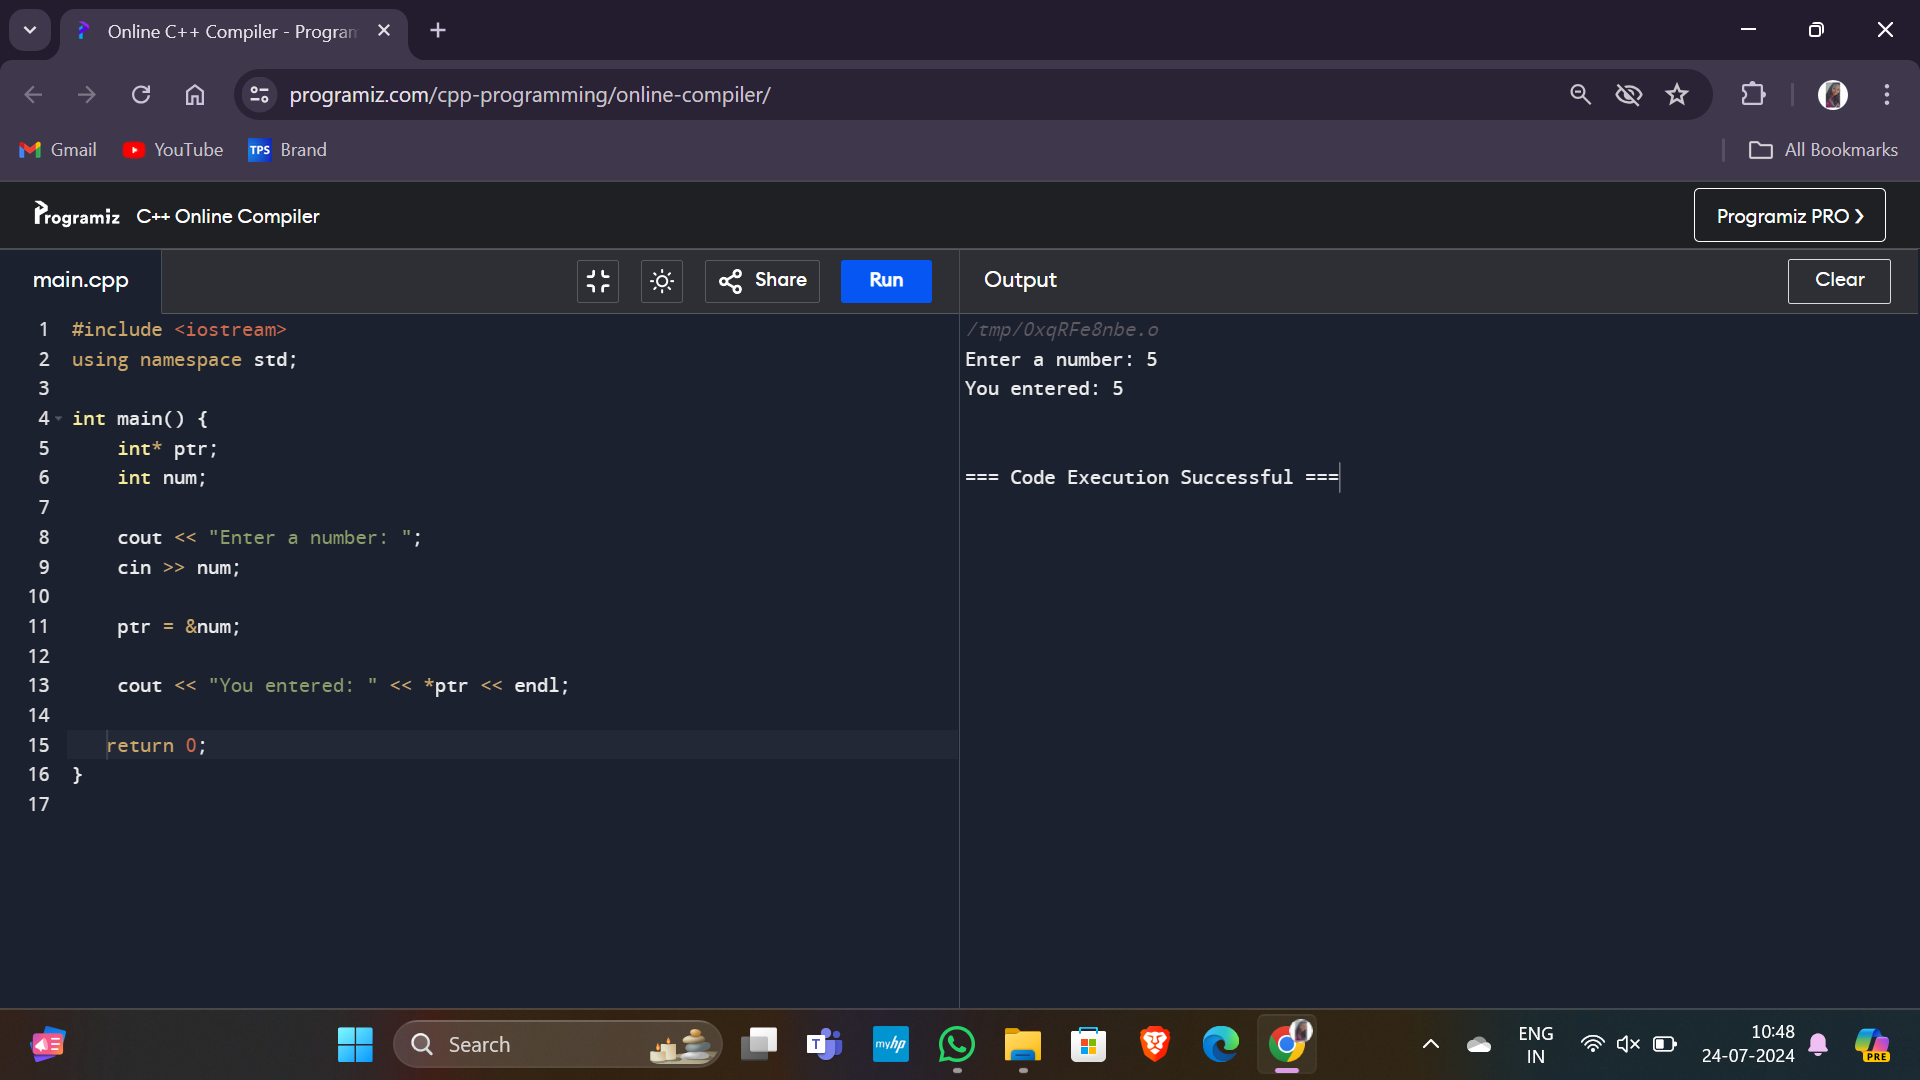 Online C++ Compiler - Program
programiz.com/cpp-programming/online-compiler/
Gmail
YouTube
TPS
Brand
All Bookmarks
Programiz
C++ Online Compiler
Programiz PRO ❯
main.cpp
Share
Run
Output
Clear
1 #include <iostream>
2 using namespace std;
3
4 int main() {
5     int* ptr;
6     int num;
7
8     cout << "Enter a number: ";
9     cin >> num;
10
11     ptr = &num;
12
13     cout << "You entered: " << *ptr << endl;
14
15    return 0;
16 }
17
/tmp/0xqRFe8nbe.o
Enter a number: 5
You entered: 5
=== Code Execution Successful ===
Search
T
myhp
ENG
IN
10:48
24-07-2024
PRE